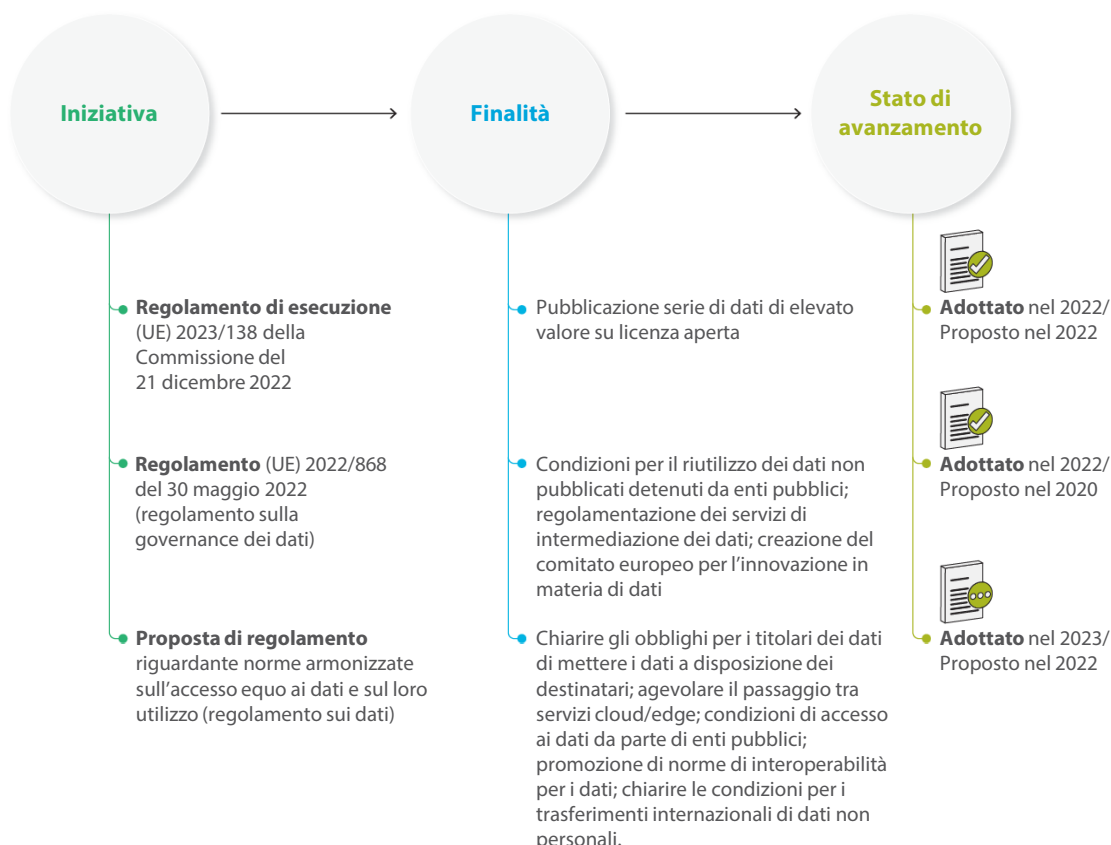 Iniziativa
Finalità
Stato di
avanzamento
Regolamento di esecuzione
(UE) 2023/138 della
Commissione del
21 dicembre 2022
Pubblicazione serie di dati di elevato
valore su licenza aperta
Adottato nel 2022/
Proposto nel 2022
Regolamento (UE) 2022/868
del 30 maggio 2022
(regolamento sulla
governance dei dati)
Condizioni per il riutilizzo dei dati non
pubblicati detenuti da enti pubblici;
regolamentazione dei servizi di
intermediazione dei dati; creazione del
comitato europeo per l'innovazione in
materia di dati
Adottato nel 2022/
Proposto nel 2020
Proposta di regolamento
riguardante norme armonizzate
sull'accesso equo ai dati e sul loro
utilizzo (regolamento sui dati)
Chiarire gli obblighi per i titolari dei dati
di mettere i dati a disposizione dei
destinatari; agevolare il passaggio tra
servizi cloud/edge; condizioni di accesso
ai dati da parte di enti pubblici;
promozione di norme di interoperabilità
per i dati; chiarire le condizioni per i
trasferimenti internazionali di dati non
personali.
Adottato nel 2023/
Proposto nel 2022